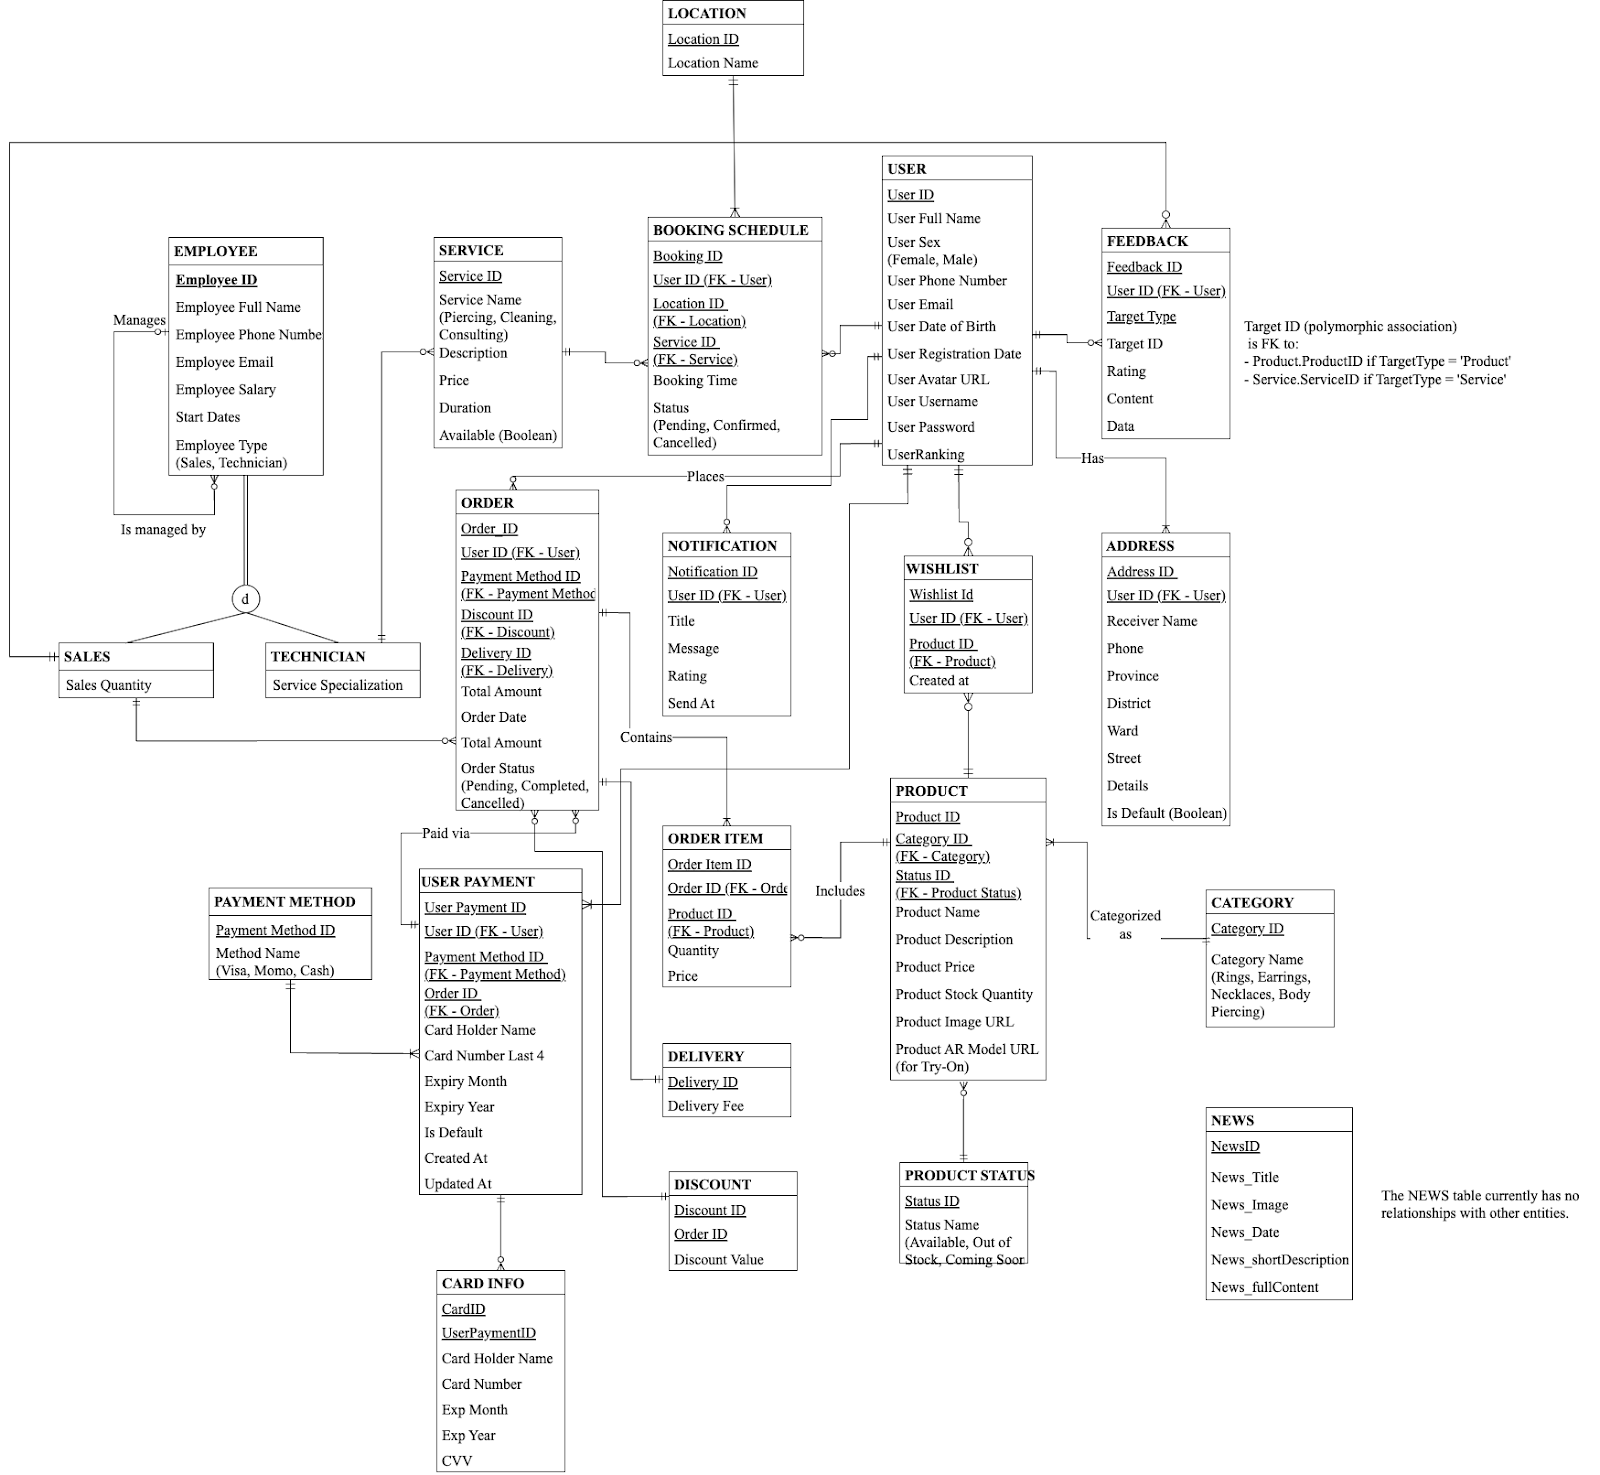 LOCATION
Location ID
Location Name
USER
User ID
User Full Name
User Sex
(Female, Male)
User Phone Number
User Email
User Date of Birth
User Registration Date
User Avatar URL
User Username
User Password
UserRanking
BOOKING SCHEDULE
Booking ID
User ID (FK - User)
Location ID
(FK - Location)
Service ID
(FK - Service)
Booking Time
Status
(Pending, Confirmed,
Cancelled)
FEEDBACK
Feedback ID
User ID (FK - User)
Target Type
Target ID
Rating
Content
Data
Target ID (polymorphic association)
is FK to:
- Product.ProductID if TargetType = 'Product'
- Service.ServiceID if TargetType = 'Service'
EMPLOYEE
Employee ID
Employee Full Name
Employee Phone Numbe
Employee Email
Employee Salary
Start Dates
Employee Type
(Sales, Technician)
Manages
Is managed by
d
SERVICE
Service ID
Service Name
(Piercing, Cleaning,
Consulting)
Description
Price
Duration
Available (Boolean)
Places
Has
ORDER
Order_ID
User ID (FK - User)
Payment Method ID
(FK - Payment Method
Discount ID
(FK - Discount)
Delivery ID
(FK - Delivery)
Total Amount
Order Date
Total Amount
Order Status
(Pending, Completed,
Cancelled)
NOTIFICATION
Notification ID
User ID (FK - User)
Title
Message
Rating
Send At
WISHLIST
Wishlist Id
User ID (FK - User)
Product ID
(FK - Product)
Created at
ADDRESS
Address ID
User ID (FK - User)
Receiver Name
Phone
Province
District
Ward
Street
Details
Is Default (Boolean)
SALES
Sales Quantity
TECHNICIAN
Service Specialization
Contains
Paid via
PRODUCT
Product ID
Category ID
(FK - Category)
Status ID
(FK - Product Status)
Product Name
Product Description
Product Price
Product Stock Quantity
Product Image URL
Product AR Model URL
(for Try-On)
ORDER ITEM
Order Item ID
Order ID (FK - Orde
Product ID
(FK - Product)
Quantity
Price
Includes
Categorized
as
CATEGORY
Category ID
Category Name
(Rings, Earrings,
Necklaces, Body
Piercing)
USER PAYMENT
User Payment ID
User ID (FK - User)
Payment Method ID
(FK - Payment Method)
Order ID
(FK - Order)
Card Holder Name
Card Number Last 4
Expiry Month
Expiry Year
Is Default
Created At
Updated At
PAYMENT METHOD
Payment Method ID
Method Name
(Visa, Momo, Cash)
DELIVERY
Delivery ID
Delivery Fee
DISCOUNT
Discount ID
Order ID
Discount Value
PRODUCT STATUS
Status ID
Status Name
(Available, Out of
Stock, Coming Soon
NEWS
NewsID
News_Title
News_Image
News_Date
News_shortDescription
News_fullContent
The NEWS table currently has no
relationships with other entities.
CARD INFO
CardID
UserPaymentID
Card Holder Name
Card Number
Exp Month
Exp Year
CVV